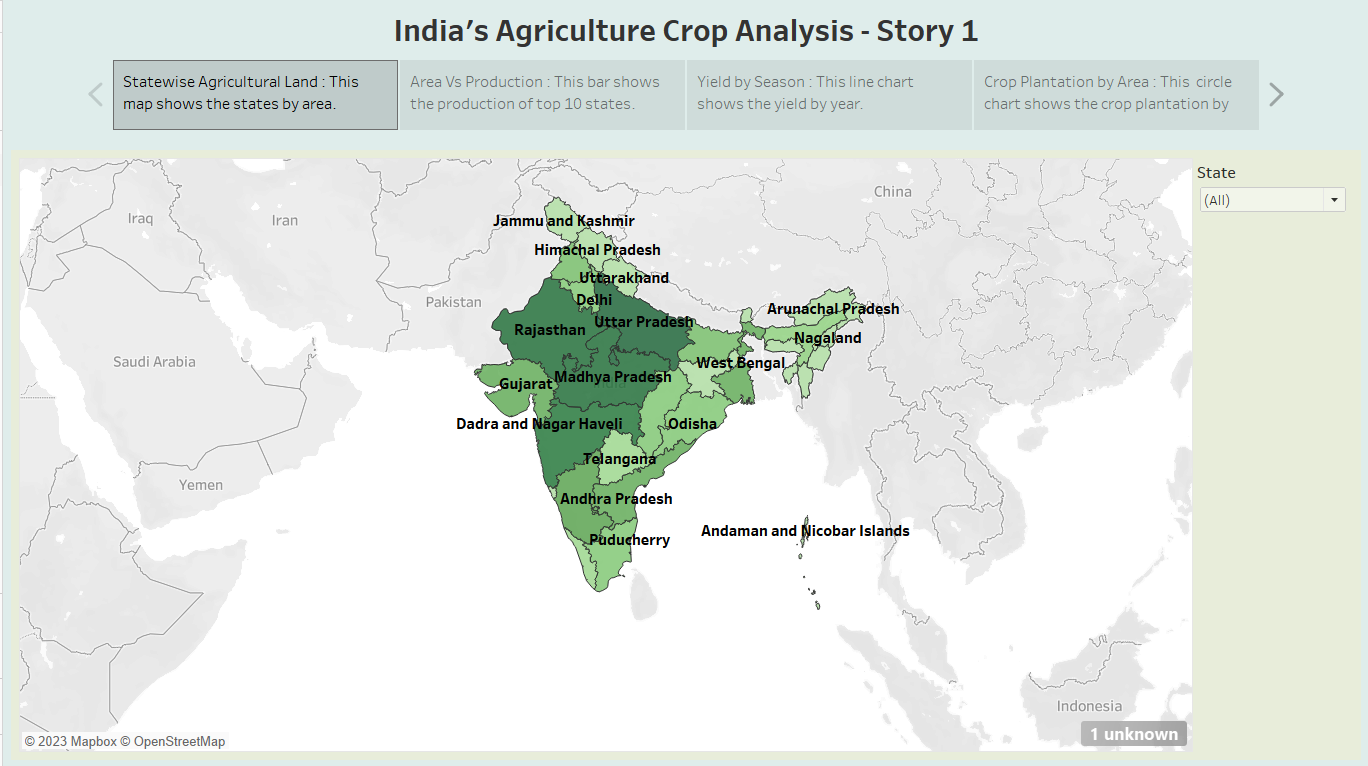 India's Agriculture Crop Analysis - Story 1
Statewise Agricultural Land : This
map shows the states by area.
Area Vs Production : This bar shows
the production of top 10 states.
Yield by Season : This line chart
shows the yield by year.
Crop Plantation by Area : This  circle
chart shows the crop plantation by
State
(All)
China
Iraq
Iran
Jammu and Kashmir
Himachal Pradesh
Uttarakhand
Pakistan
Delhi
Arunachal Pradesh
Rajasthan
Uttar Pradesh
Nagaland
Saudi Arabia
West Bengal
Madhya Pradesh
Gujarat
Dadra and Nagar Haveli
Odisha
Telangana
Yemen
Andhra Pradesh
Andaman and Nicobar Islands
Puducherry
Indonesia
1 unknown
© 2023 Mapbox © OpenStreetMap